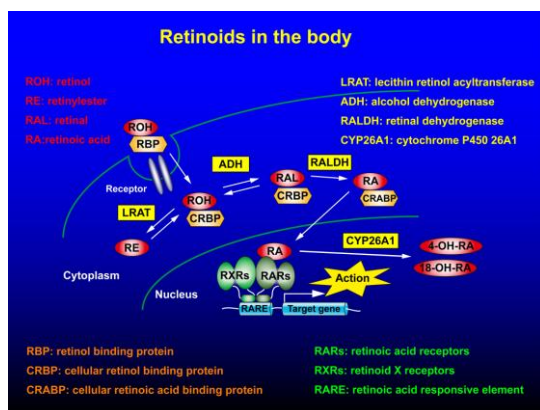 Retinoids in the body
ROH: retinol
RE: retinylester
RAL: retinal
RA:retinoic acid
LRAT: lecithin retinol acyltransferase
ADH: alcohol dehydrogenase
RALDH: retinal dehydrogenase
CYP26A1: cytochrome P450 26A1
ROH
RBP
Receptor
ADH
RALDH
ROH
CRBP
RAL
CRBP
RA
CRABP
LRAT
RE
Cytoplasm
Nucleus
RA
RXRs
RARs
CYP26A1
4-OH-RA
18-OH-RA
Action
RARE
Target gene
RBP: retinol binding protein
CRBP: cellular retinol binding protein
CRABP: cellular retinoic acid binding protein
RARs: retinoic acid receptors
RXRs: retinoid X receptors
RARE: retinoic acid responsive element